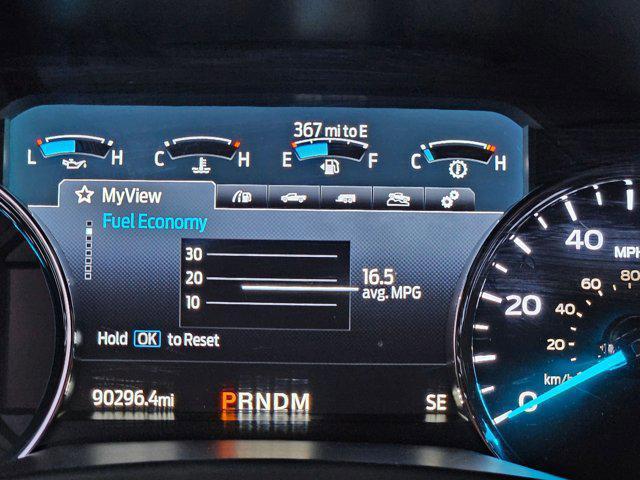 367 mi to E
L H C H E F C H
MyView
Fuel Economy
30
20
10
16.5
avg. MPG
Hold OK to Reset
90296.4mi PRNDM SE
40 MPH
20
0
80
60
40
20
km/h